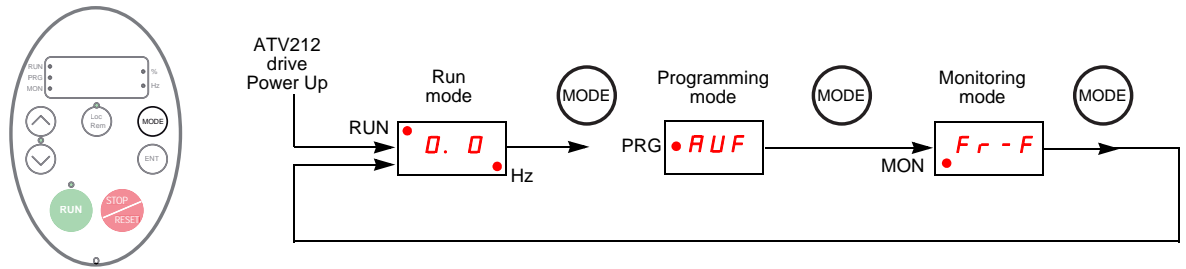 RUN
PRG
MON
%
Hz
Loc
Rem
MODE
ENT
RUN
STOP
RESET
ATV212
drive
Power Up
Run
mode
MODE
Programming
mode
MODE
Monitoring
mode
MODE
RUN
0.0
Hz
PRG
AUF
MON
Fr-F